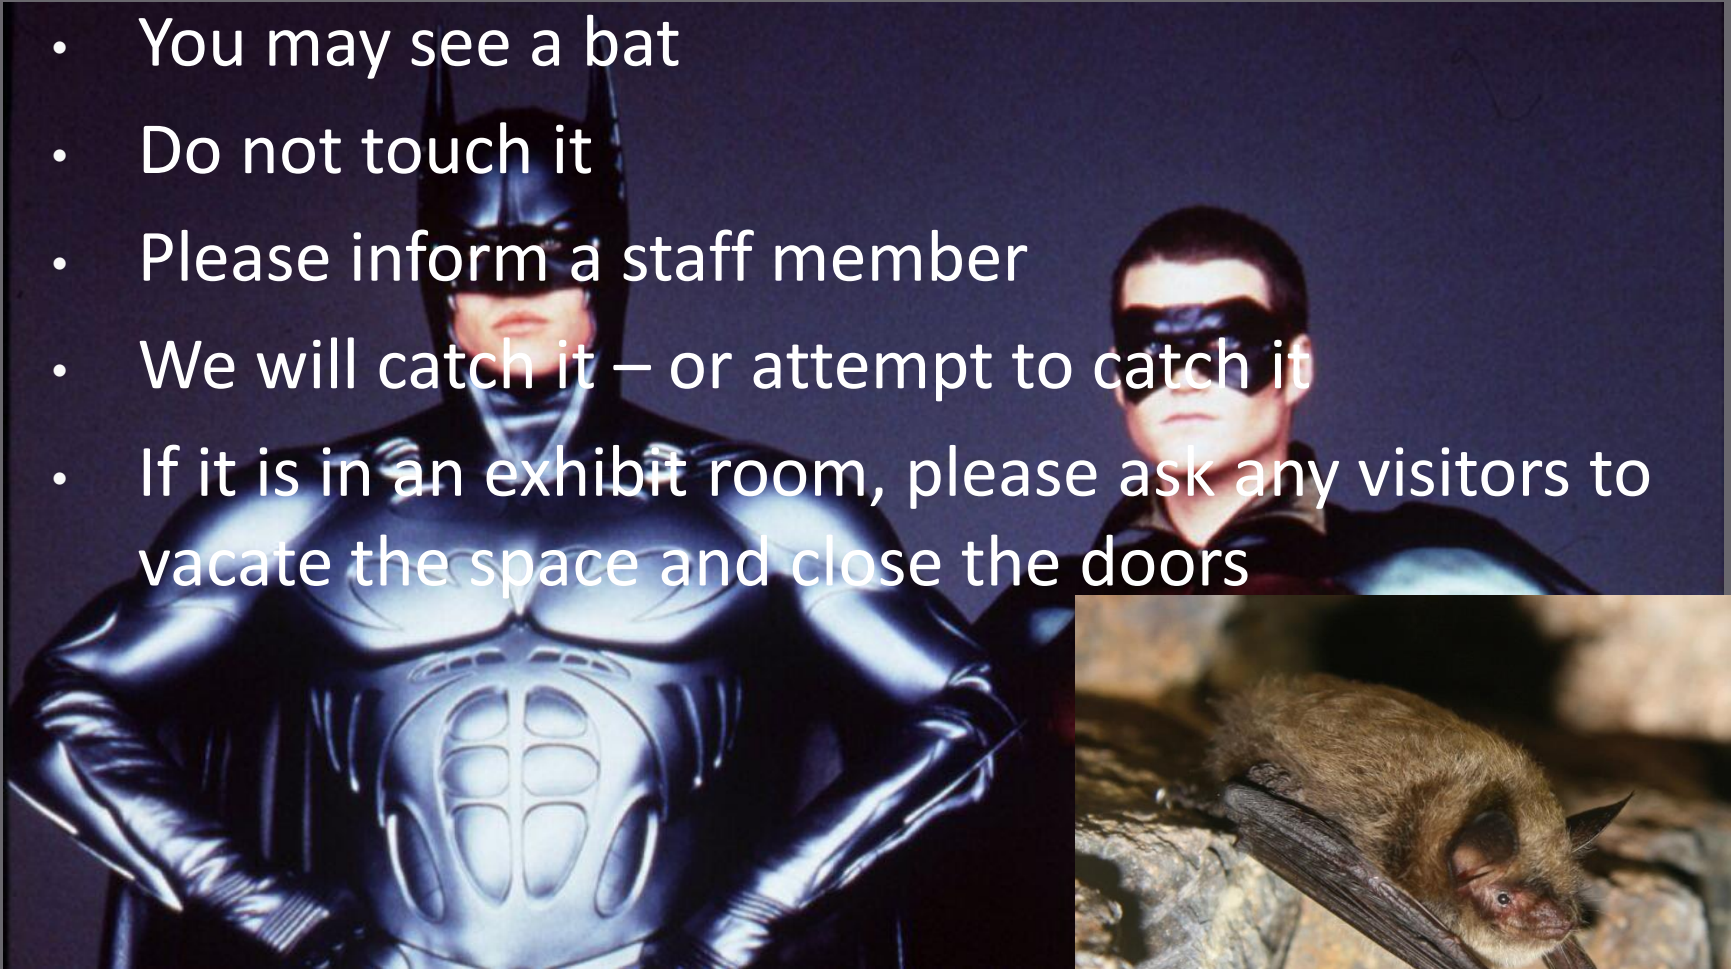 • You may see a bat
• Do not touch it
• Please inform a staff member
• We will catch it – or attempt to catch it
• If it is in an exhibit room, please ask any visitors to
vacate the space and close the doors